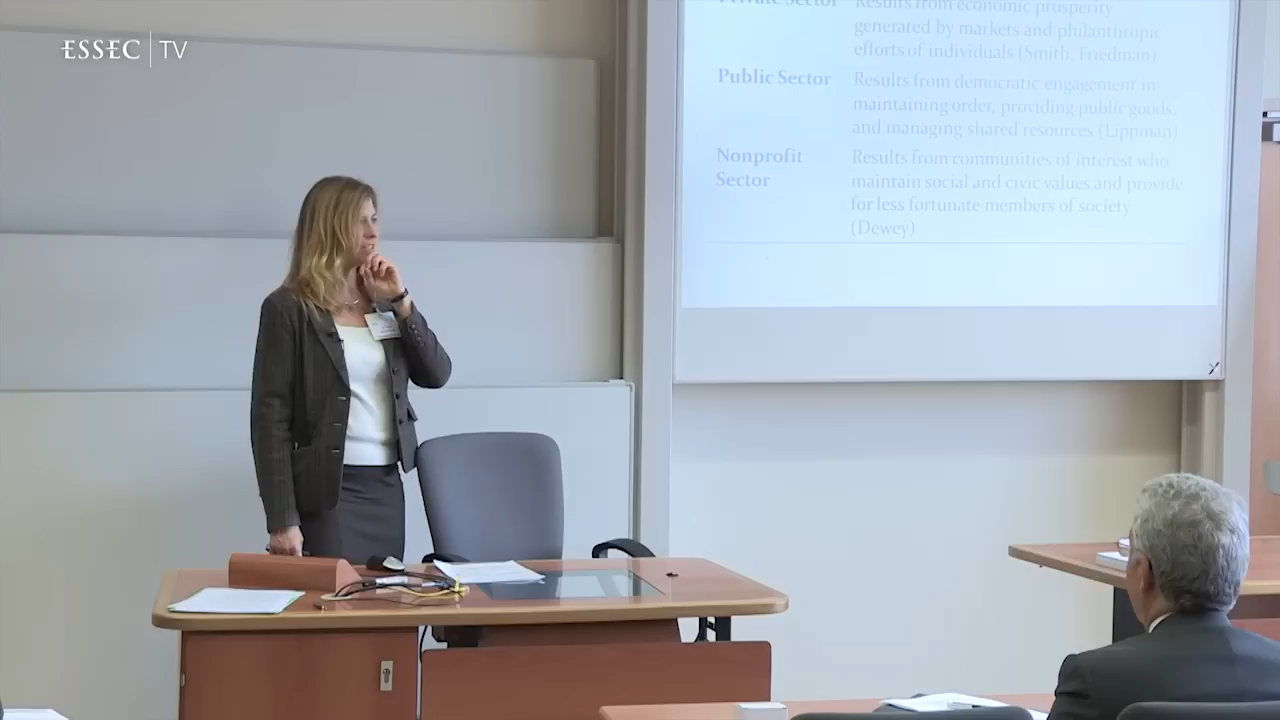 ESSEC TV
Private Sector
Results from economic prosperity
generated by markets and philanthropic
efforts of individuals (Smith, Friedman)
Public Sector
Results from democratic engagement in
maintaining order, providing public goods,
and managing shared resources (Lippman)
Nonprofit
Sector
Results from communities of interest who
maintain social and civic values and provide
for less fortunate members of society
(Dewey)